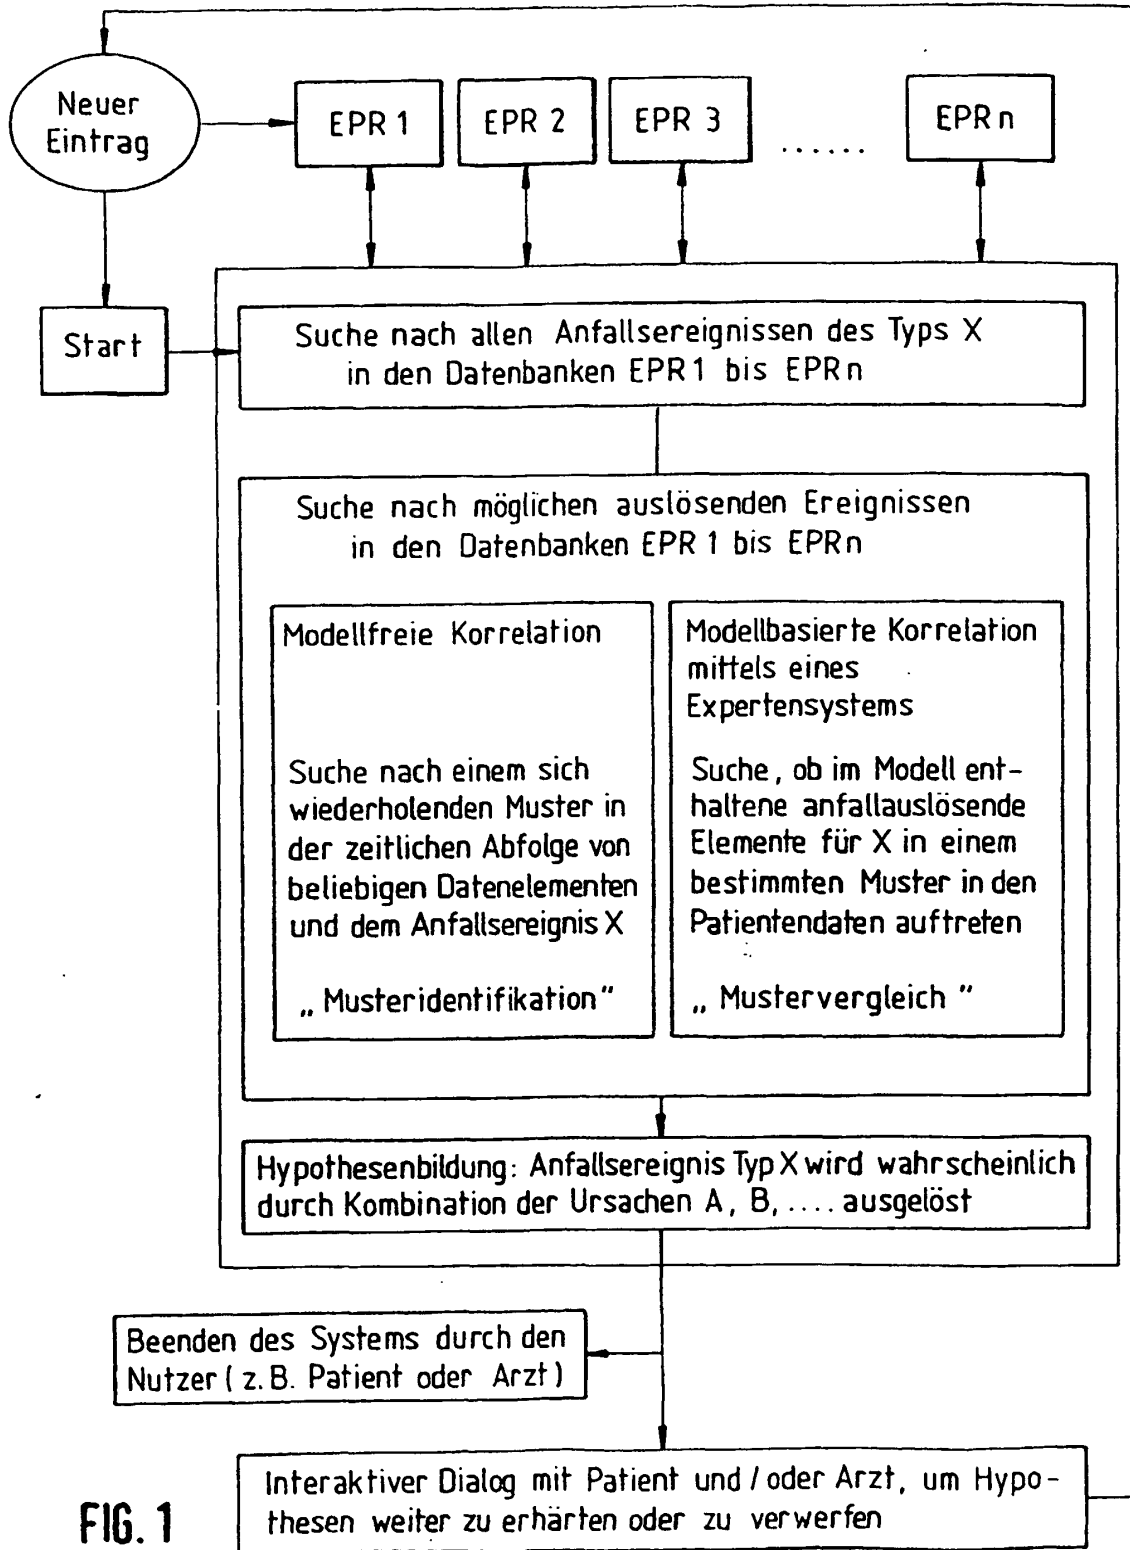 Neuer
Eintrag
EPR 1
EPR 2
EPR 3
......
EPR n
Start
Suche nach allen Anfallsereignissen des Typs X
in den Datenbanken EPR 1 bis EPR n
Suche nach möglichen auslösenden Ereignissen
in den Datenbanken EPR 1 bis EPR n
Modellfreie Korrelation
Suche nach einem sich
wiederholenden Muster in
der zeitlichen Abfolge von
beliebigen Datenelementen
und dem Anfallsereignis X
„ Musteridentifikation "
Modellbasierte Korrelation
mittels eines
Expertensystems
Suche, ob im Modell ent-
haltene anfallauslösende
Elemente für X in einem
bestimmten Muster in den
Patientendaten auftreten
„ Mustervergleich "
Hypothesenbildung: Anfallsereignis Typ X wird wahrscheinlich
durch Kombination der Ursachen A, B, .... ausgelöst
Beenden des Systems durch den
Nutzer ( z. B. Patient oder Arzt )
Interaktiver Dialog mit Patient und / oder Arzt, um Hypo-
thesen weiter zu erhärten oder zu verwerfen
FIG. 1